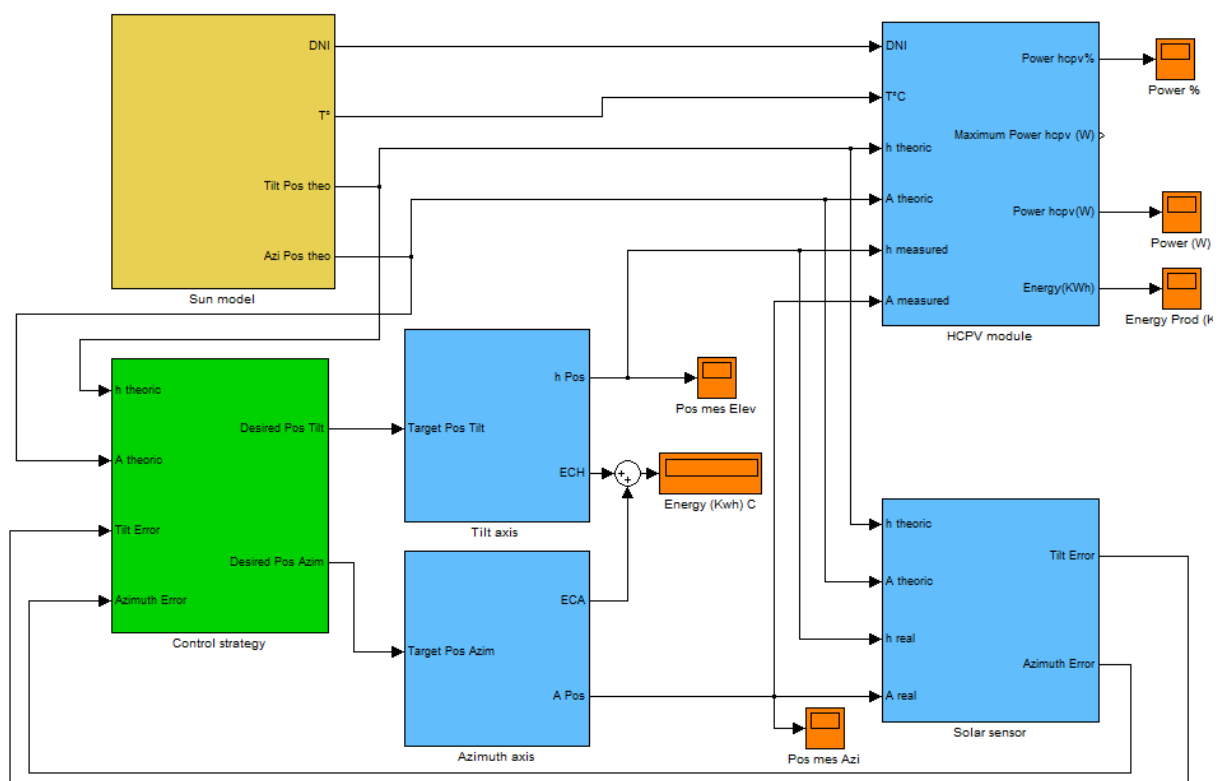 DNI
T°
Tilt Pos theo
Azi Pos theo
Sun model
DNI
T°C
h theoric
A theoric
h measured
A measured
Power hcpv%
Maximum Power hcpv (W)
Power hcpv(W)
Energy(KWh)
HCPV module
Power %
Power (W)
Energy Prod (K
h theoric
A theoric
Tilt Error
Azimuth Error
Desired Pos Tilt
Desired Pos Azim
Control strategy
Target Pos Tilt
h Pos
ECH
Tilt axis
Pos mes Elev
Energy (Kwh) C
Target Pos Azim
ECA
A Pos
Azimuth axis
Pos mes Azi
h theoric
A theoric
h real
A real
Tilt Error
Azimuth Error
Solar sensor